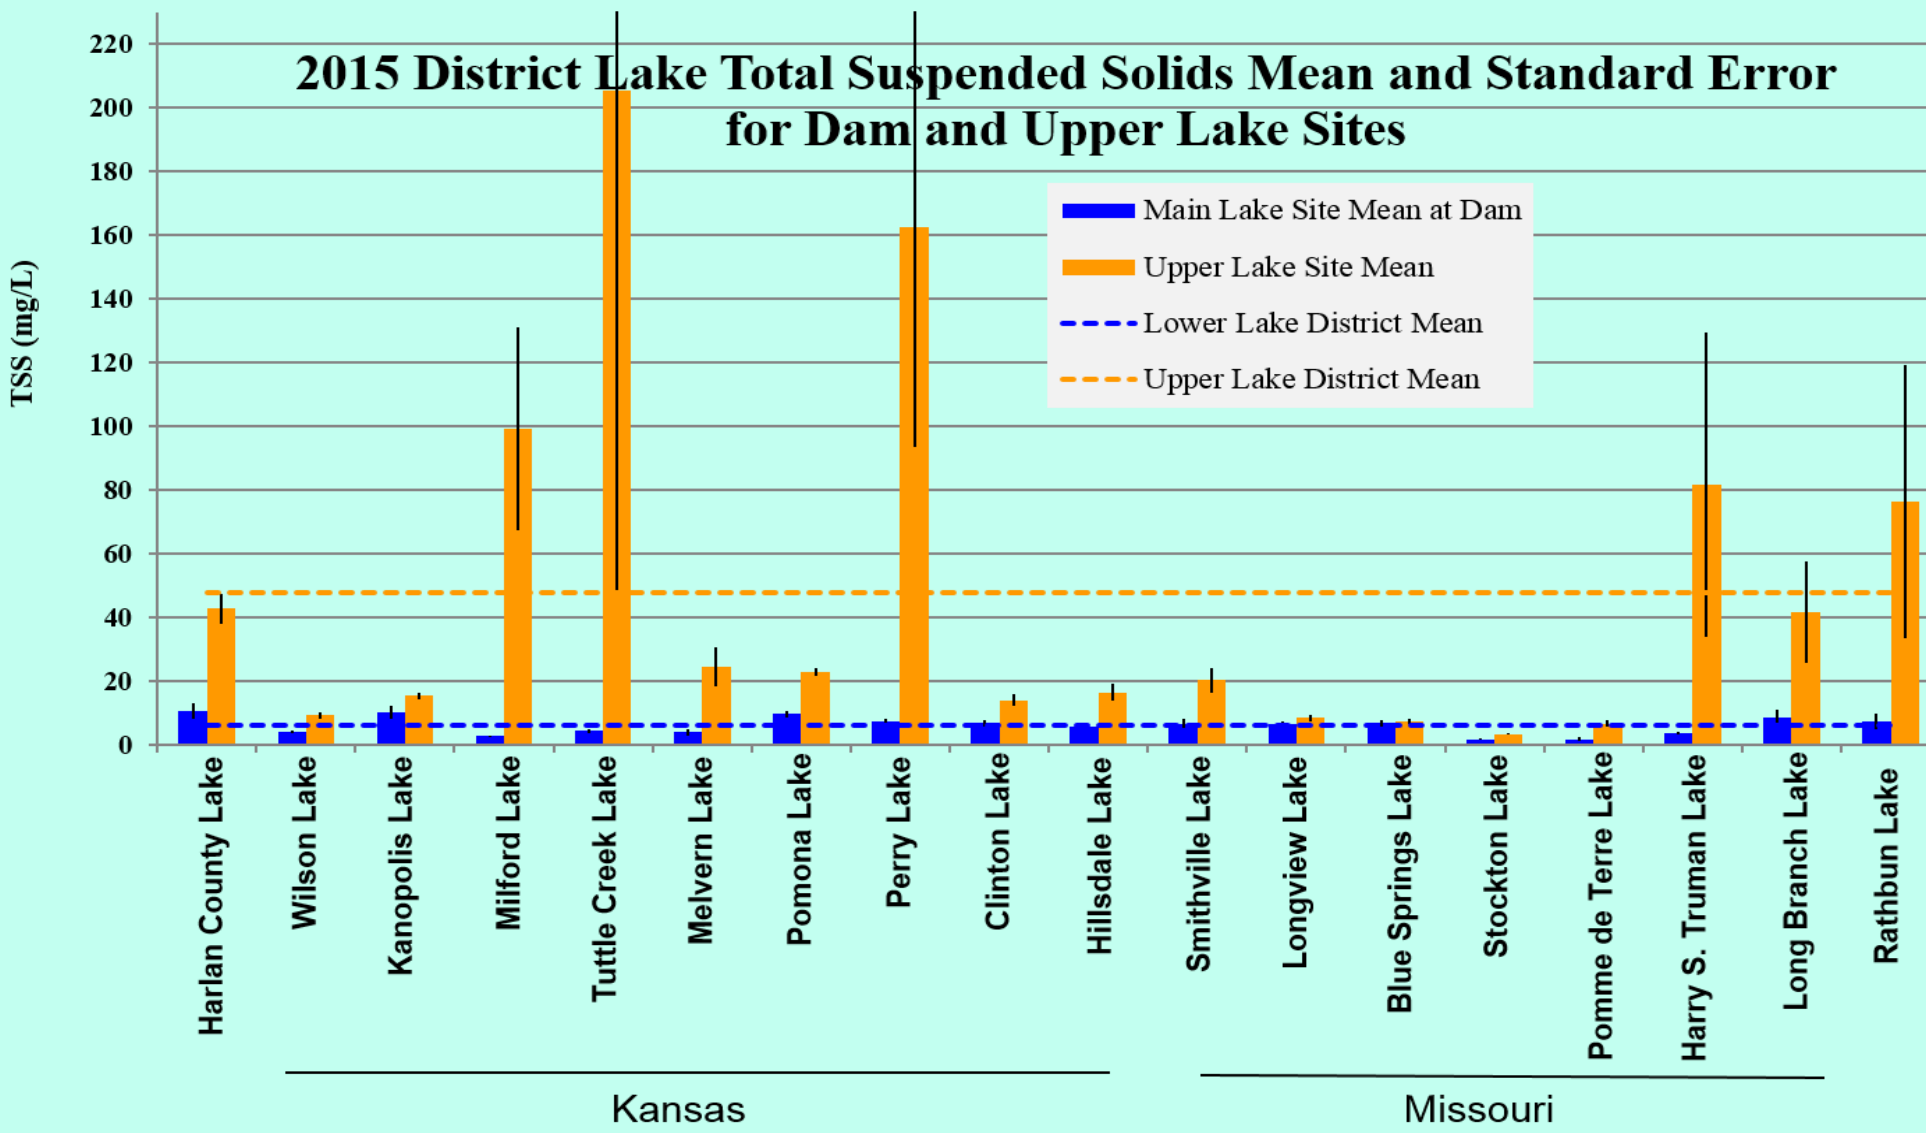 2015 District Lake Total Suspended Solids Mean and Standard Error
for Dam and Upper Lake Sites
TSS (mg/L)
220
200
180
160
140
120
100
80
60
40
20
0
Main Lake Site Mean at Dam
Upper Lake Site Mean
Lower Lake District Mean
Upper Lake District Mean
Harlan County Lake
Wilson Lake
Kanopolis Lake
Milford Lake
Tuttle Creek Lake
Melvern Lake
Pomona Lake
Perry Lake
Clinton Lake
Hillsdale Lake
Smithville Lake
Longview Lake
Blue Springs Lake
Stockton Lake
Pomme de Terre Lake
Harry S. Truman Lake
Long Branch Lake
Rathbun Lake
Kansas
Missouri